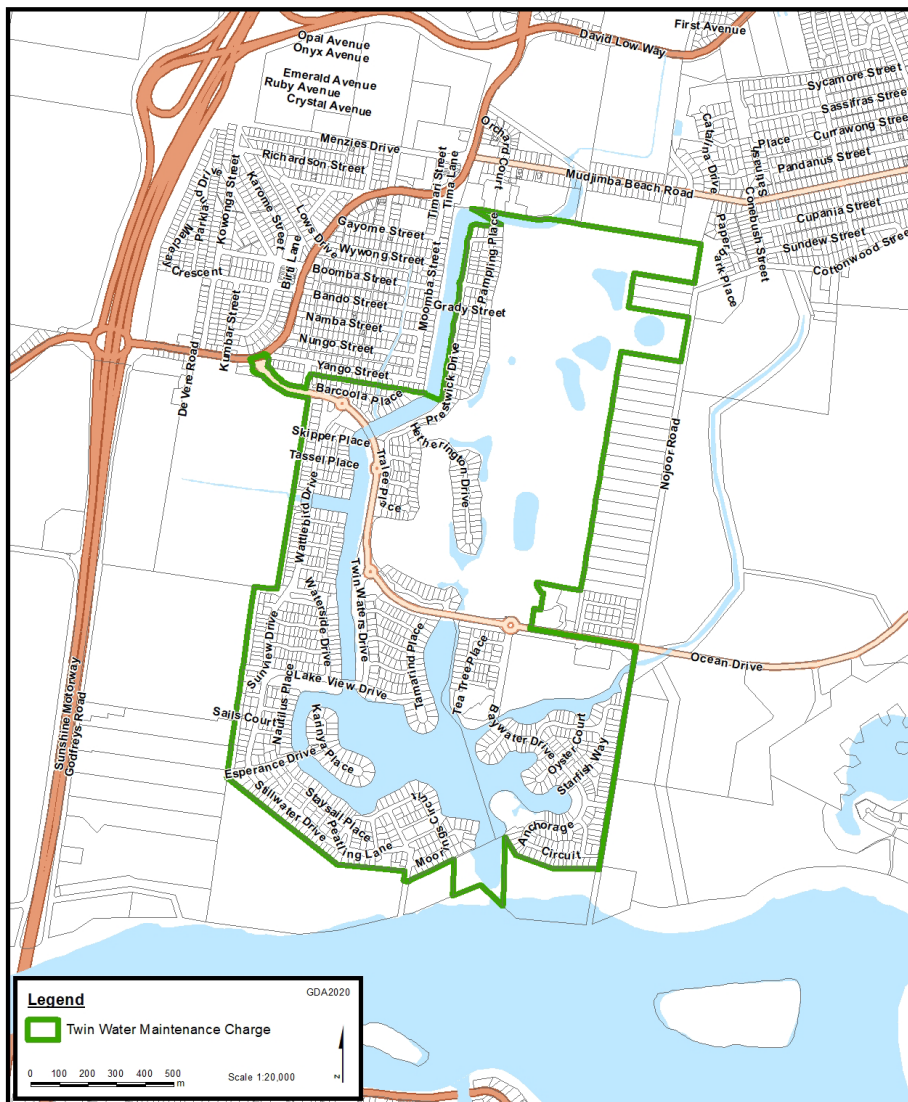 First Avenue
David Low Way
Opal Avenue
Onyx Avenue
Emerald Avenue
Ruby Avenue
Crystal Avenue
Sycamore Street
Sassifras Street
Currawong Street
Place
Pandanus Street
Catalina Drive
Menzies Drive
Richardson Street
Orchard Court
Timari Street
Tima Lane
Mudjimba Beach Road
Conebush Street
Cupania Street
Sundew Street
Cottonwood Street
Paper
Park Place
Parkland Drive
Kowonga Street
Karome Street
Lows Drive
Birti Lane
Maclay
Crescent
Gayome Street
Wywong Street
Boomba Street
Bando Street
Namba Street
Nungo Street
Yango Street
Moomba Street
Pampling Place
Grady Street
Kumbar Street
De Vere Road
Barcoola Place
Prestwick Drive
Skipper Place
Tassel Place
Tralee Place
Hetherington Drive
Nojoor Road
Wattlebird Drive
Waterside Drive
Twin Waters Drive
Sunview Drive
Lake View Drive
Tamarind Place
Tea Tree Place
Ocean Drive
Nautilus Place
Sails Court
Karinya Place
Baywater Drive
Oyster Court
Starfish Way
Esperance Drive
Stillwater Drive
Staysail Place
Peatling Lane
Moorings Circuit
Anchorage
Circuit
Sunshine Motorway
Godfreys Road
Legend
GDA2020
Twin Water Maintenance Charge
0 100 200 300 400 500
m
Scale 1:20,000
z